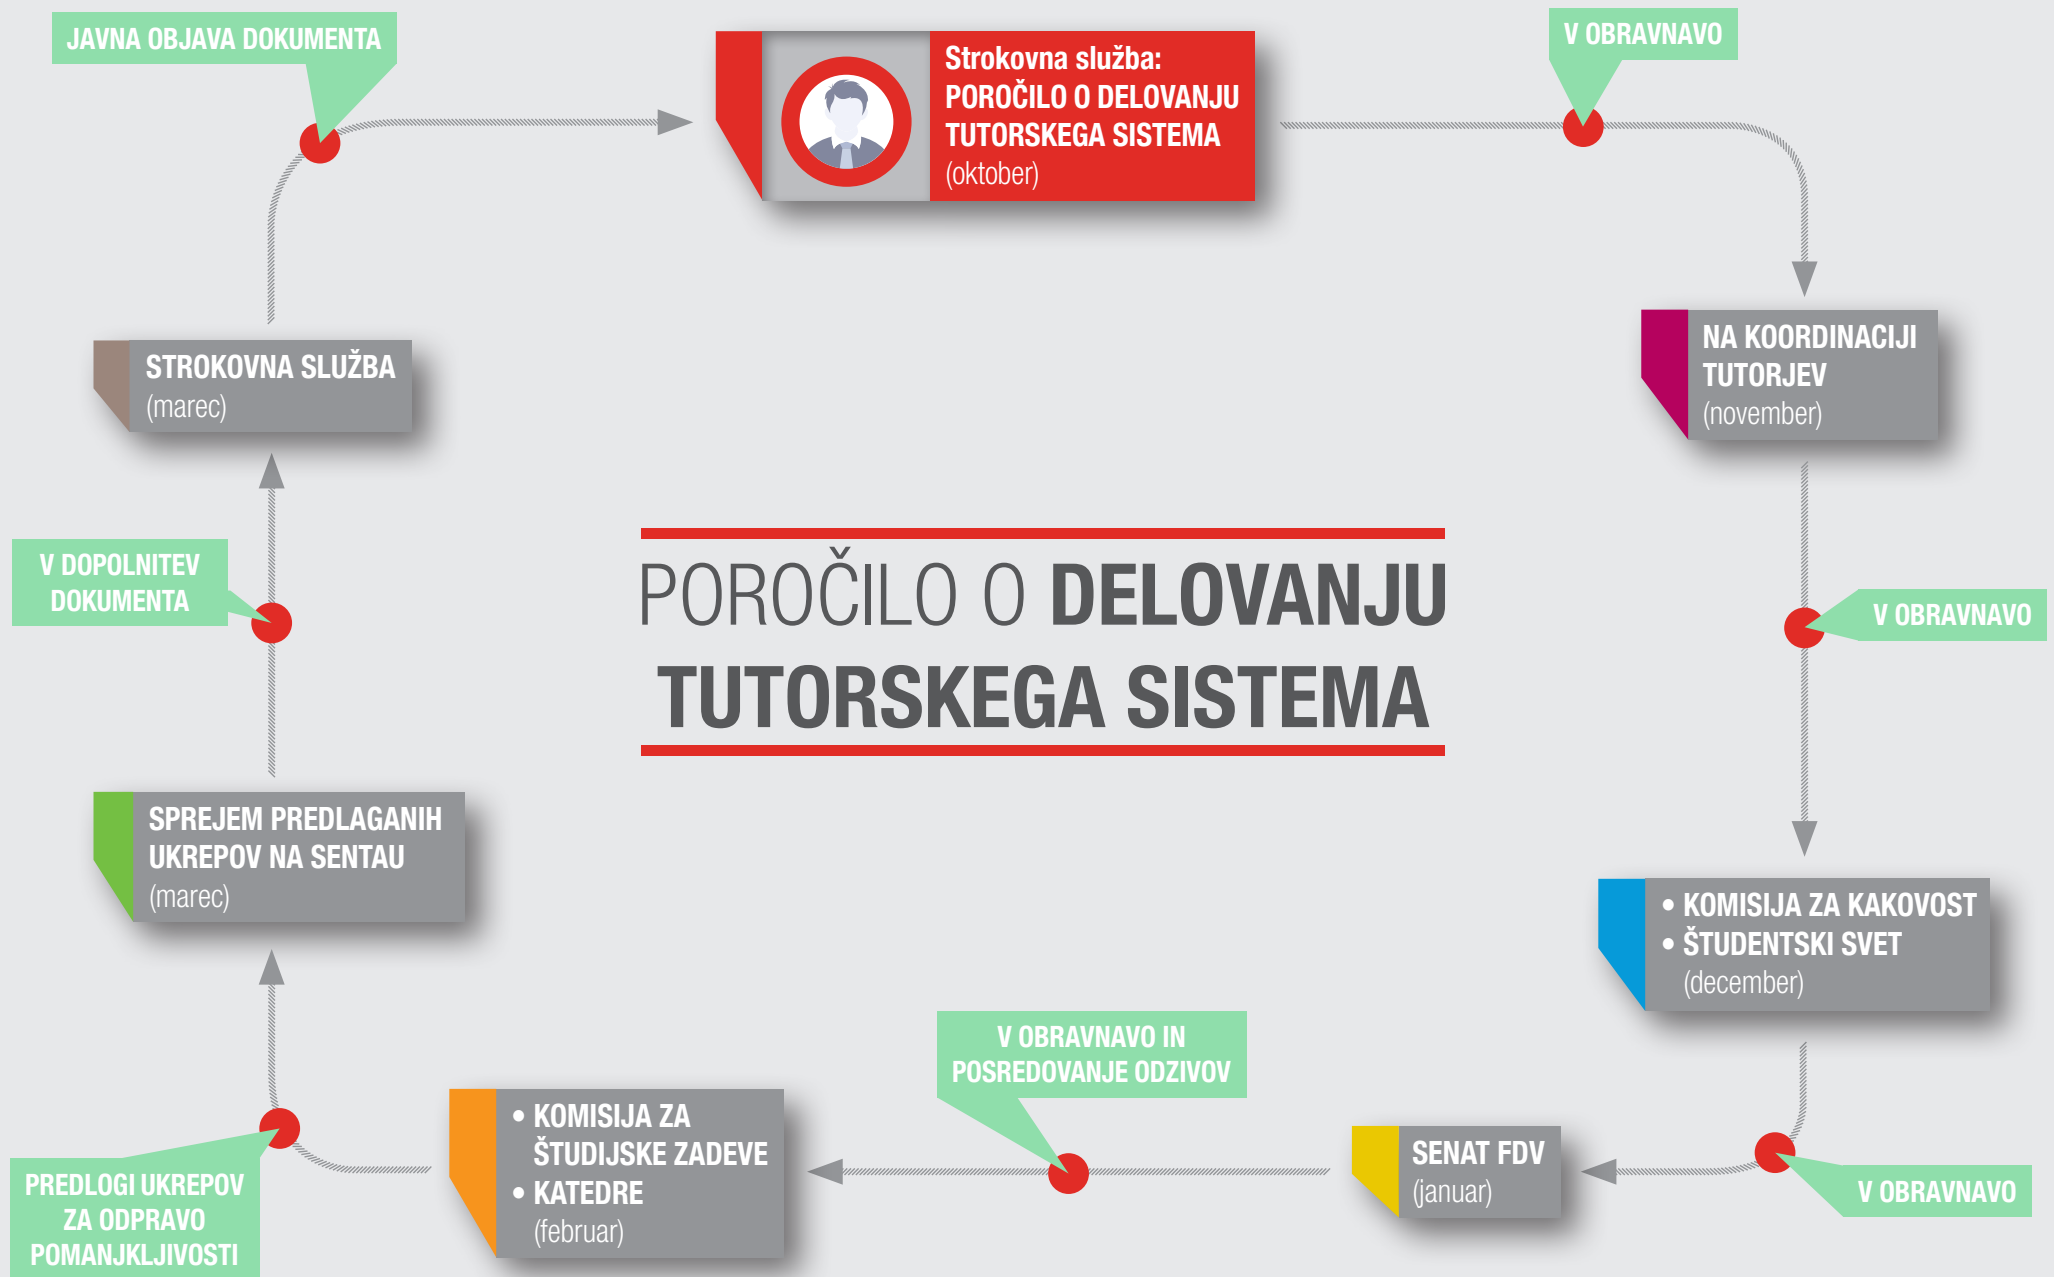 JAVNA OBJAVA DOKUMENTA
Strokovna služba:
POROČILO O DELOVANJU
TUTORSKEGA SISTEMA
(oktober)
V OBRAVNAVO
NA KOORDINACIJI
TUTORJEV
(november)
V OBRAVNAVO
• KOMISIJA ZA KAKOVOST
• ŠTUDENTSKI SVET
(december)
V OBRAVNAVO
SENAT FDV
(januar)
V OBRAVNAVO IN
POSREDOVANJE ODZIVOV
• KOMISIJA ZA
ŠTUDIJSKE ZADEVE
• KATEDRE
(februar)
PREDLOGI UKREPOV
ZA ODPRAVO
POMANJKLJIVOSTI
SPREJEM PREDLAGANIH
UKREPOV NA SENTAU
(marec)
V DOPOLNITEV
DOKUMENTA
STROKOVNA SLUŽBA
(marec)
POROČILO O DELOVANJU
TUTORSKEGA SISTEMA